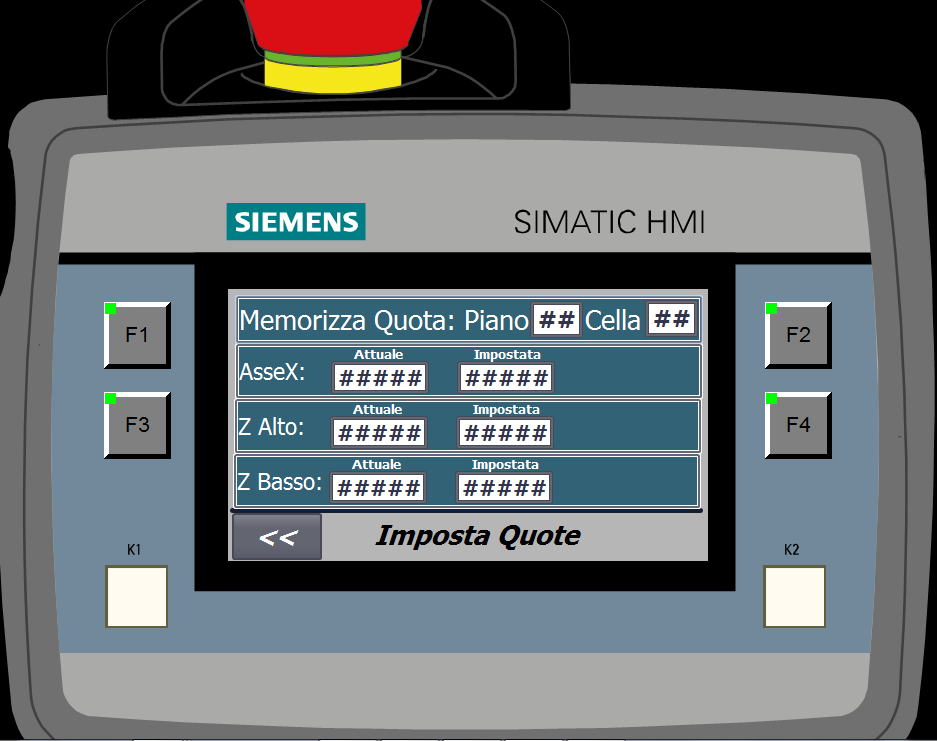 SIEMENS SIMATIC HMI
F1 F2
Memorizza Quota: Piano ## Cella ##
Attuale Impostata
AsseX: ##### #####
F3 F4
Attuale Impostata
Z Alto: ##### #####
Attuale Impostata
Z Basso: ##### #####
<< Imposta Quote
K1 K2